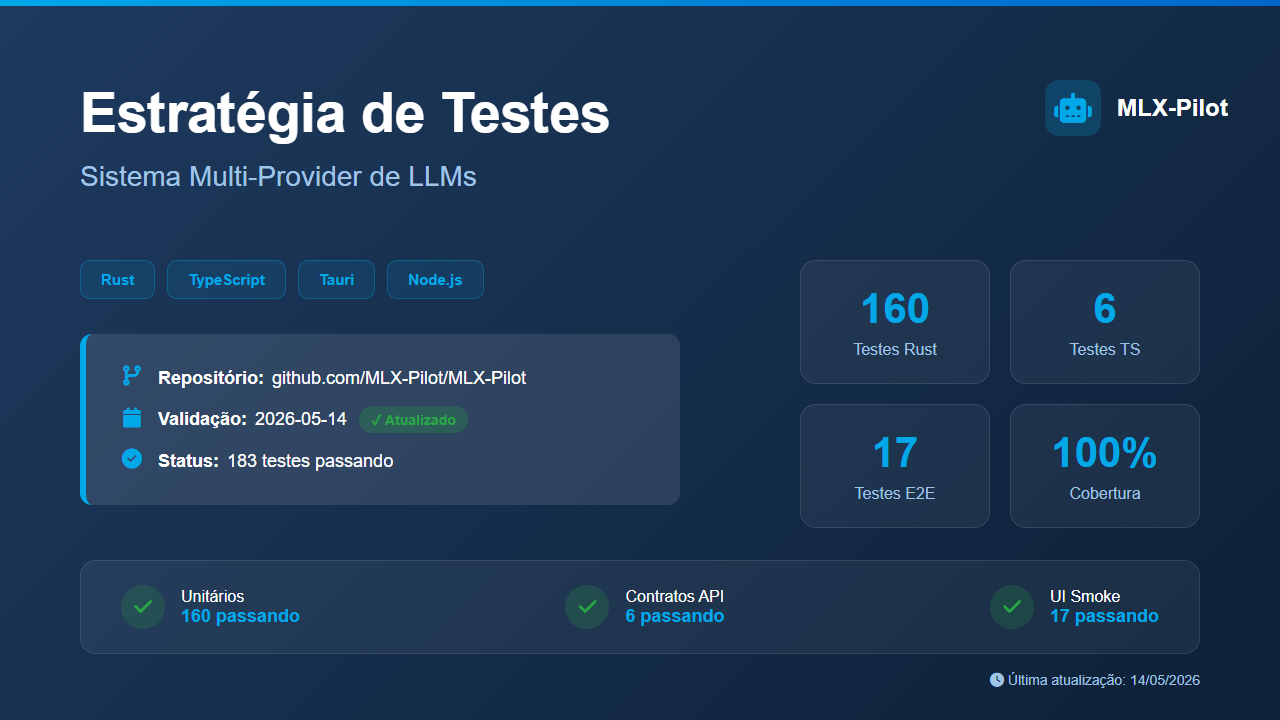 Estratégia de Testes
MLX-Pilot
Sistema Multi-Provider de LLMs
Rust
TypeScript
Tauri
Node.js
Repositório: github.com/MLX-Pilot/MLX-Pilot
Validação: 2026-05-14 ✓ Atualizado
Status: 183 testes passando
160
Testes Rust
6
Testes TS
17
Testes E2E
100%
Cobertura
Unitários
160 passando
Contratos API
6 passando
UI Smoke
17 passando
Última atualização: 14/05/2026